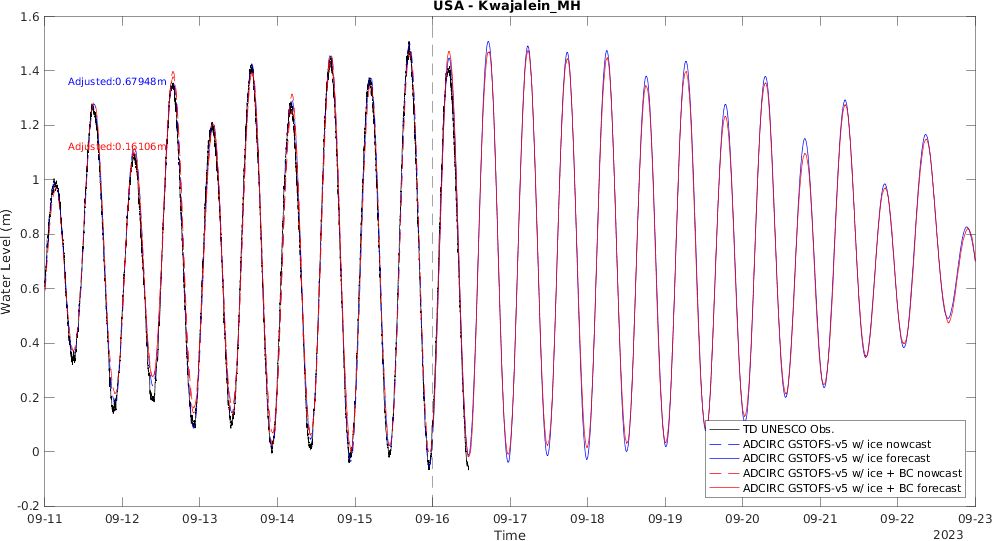 USA - Kwajalein_MH
1.6
1.4
1.2
1
0.8
0.6
0.4
0.2
0
-0.2
Water Level (m)
Adjusted:0.67948m
Adjusted:0.16106m
TD UNESCO Obs.
ADCIRC GSTOFS-v5 w/ ice nowcast
ADCIRC GSTOFS-v5 w/ ice forecast
ADCIRC GSTOFS-v5 w/ ice + BC nowcast
ADCIRC GSTOFS-v5 w/ ice + BC forecast
09-11 09-12 09-13 09-14 09-15 09-16 09-17 09-18 09-19 09-20 09-21 09-22 09-23
Time
2023